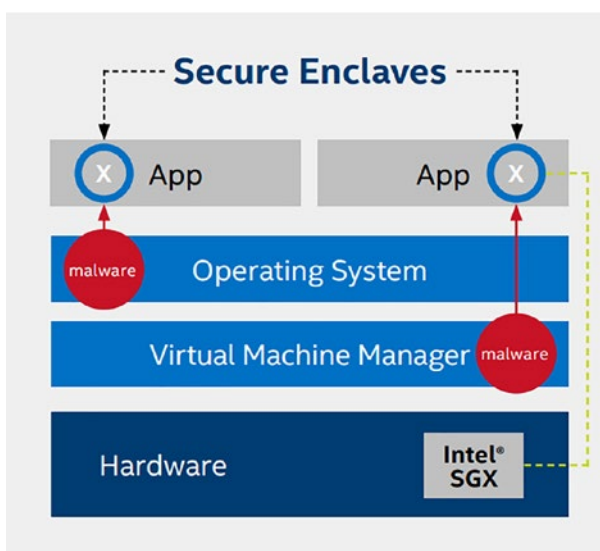 Secure Enclaves
X App
App X
malware
Operating System
Virtual Machine Manager
malware
Hardware
Intel®
SGX